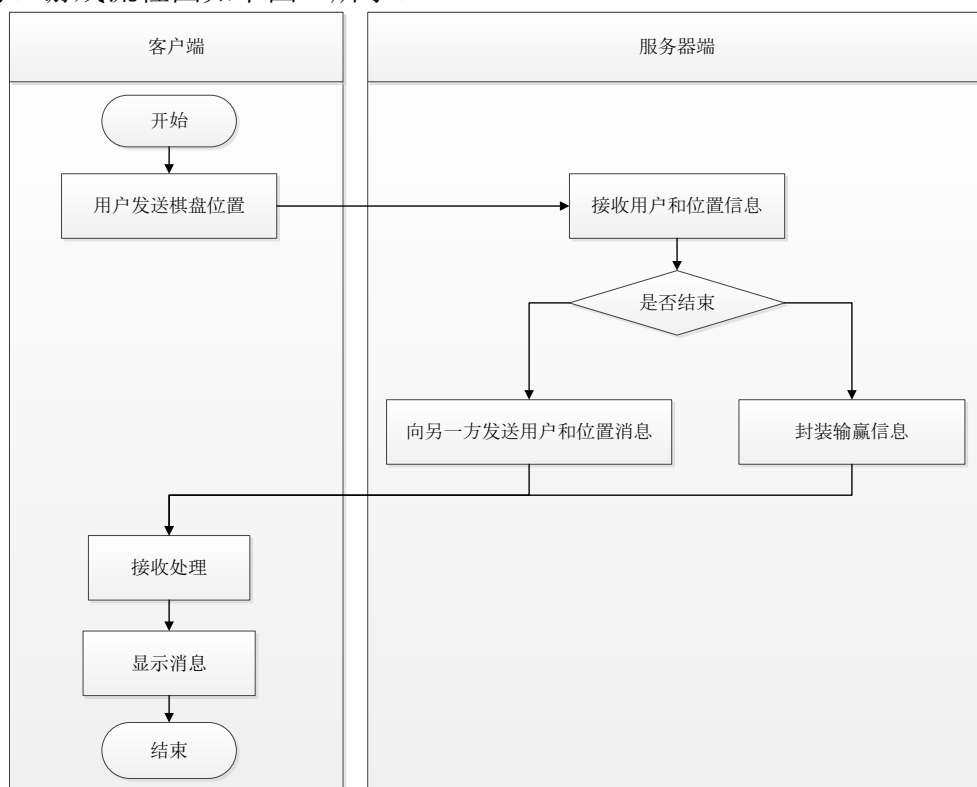 客户端
服务器端
开始
用户发送棋盘位置
接收用户和位置信息
是否结束
向另一方发送用户和位置消息
封装输赢信息
接收处理
显示消息
结束